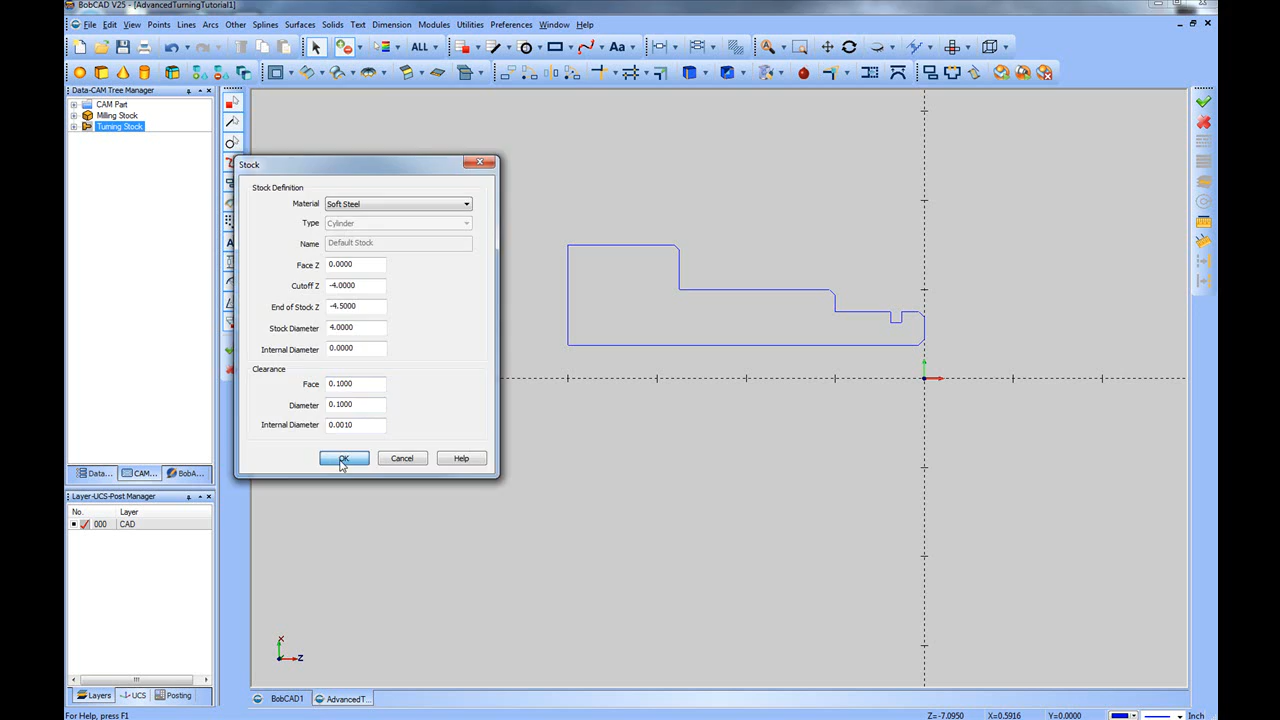 BobCAD V25 - [AdvancedTurningTutorial1]
File Edit View Points Lines Arcs Other Splines Surfaces Solids Text Dimension Modules Utilities Preferences Window Help
ALL
Aa
Data-CAM Tree Manager
CAM Part
Milling Stock
Turning Stock
Stock
Stock Definition
Material Soft Steel
Type Cylinder
Name Default Stock
Face Z 0.0000
Cutoff Z -4.0000
End of Stock Z -4.5000
Stock Diameter 4.0000
Internal Diameter 0.0000
Clearance
Face 0.1000
Diameter 0.1000
Internal Diameter 0.0010
OK Cancel Help
Data... CAM... BobA...
Layer-UCS-Post Manager
No. Layer
000 CAD
X
Z
Layers UCS Posting
BobCAD1 AdvancedT...
For Help, press F1
Z=-7.0950 X=0.5916 Y=0.0000 Inch